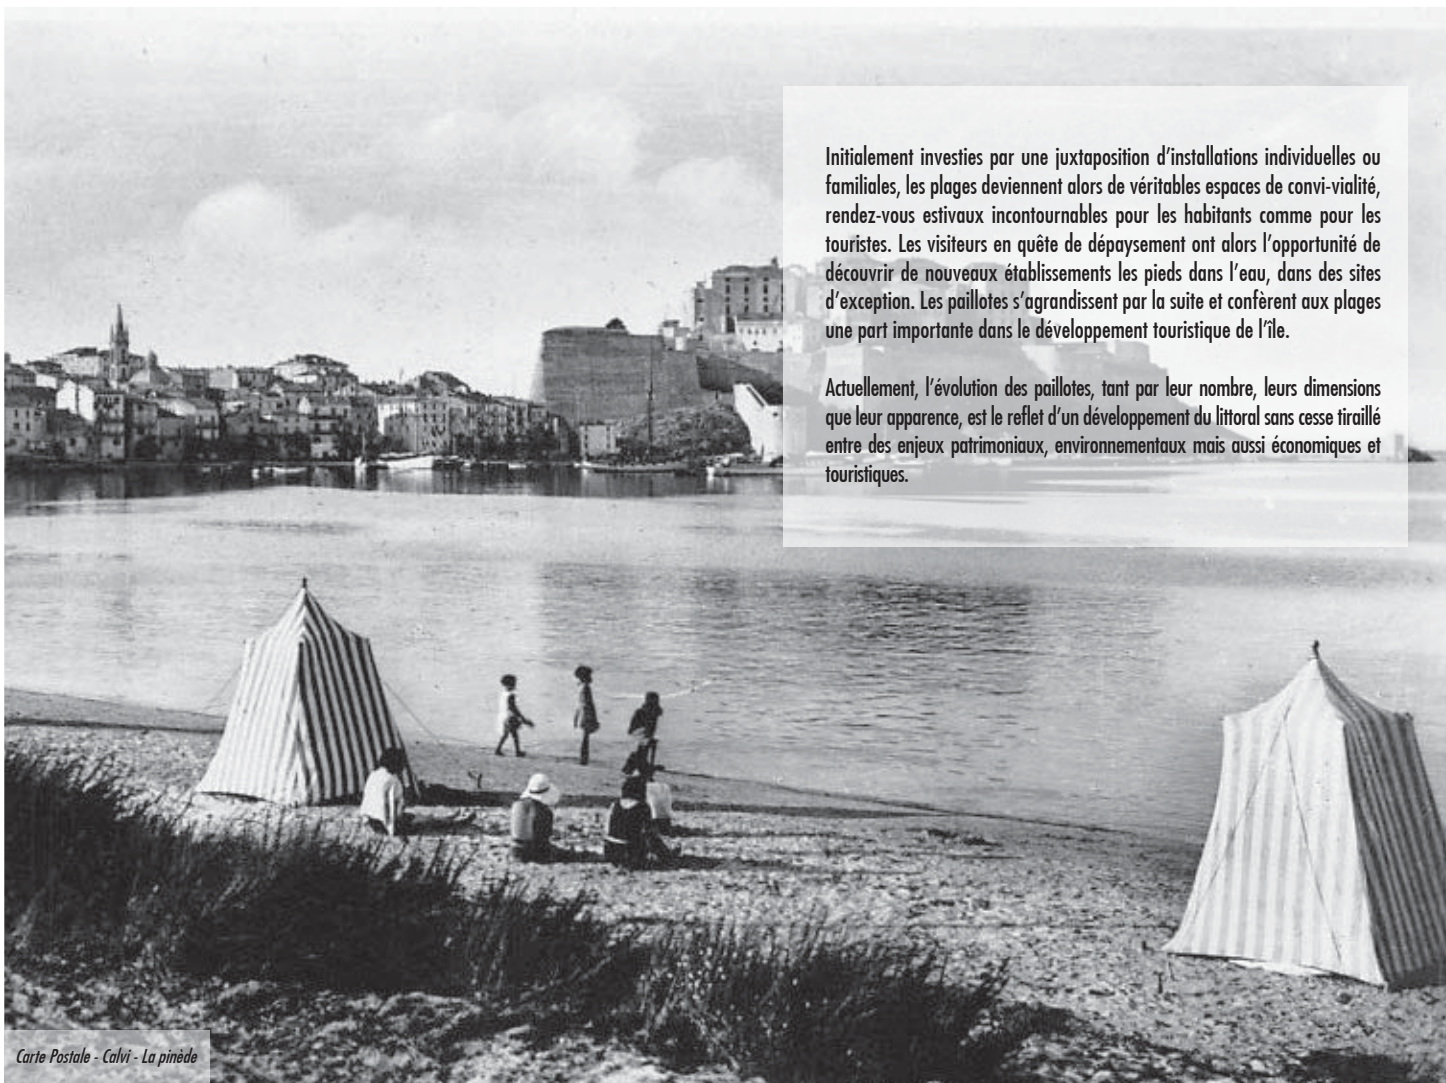 Initialement investies par une juxtaposition d’installations individuelles ou
familiales, les plages deviennent alors de véritables espaces de convi-vialité,
rendez-vous estivaux incontournables pour les habitants comme pour les
touristes. Les visiteurs en quête de dépaysement ont alors l’opportunité de
découvrir de nouveaux établissements les pieds dans l’eau, dans des sites
d’exception. Les paillotes s’agrandissent par la suite et confèrent aux plages
une part importante dans le développement touristique de l’île.
Actuellement, l’évolution des paillotes, tant par leur nombre, leurs dimensions
que leur apparence, est le reflet d’un développement du littoral sans cesse tiraillé
entre des enjeux patrimoniaux, environnementaux mais aussi économiques et
touristiques.
Carte Postale - Calvi - La pinède